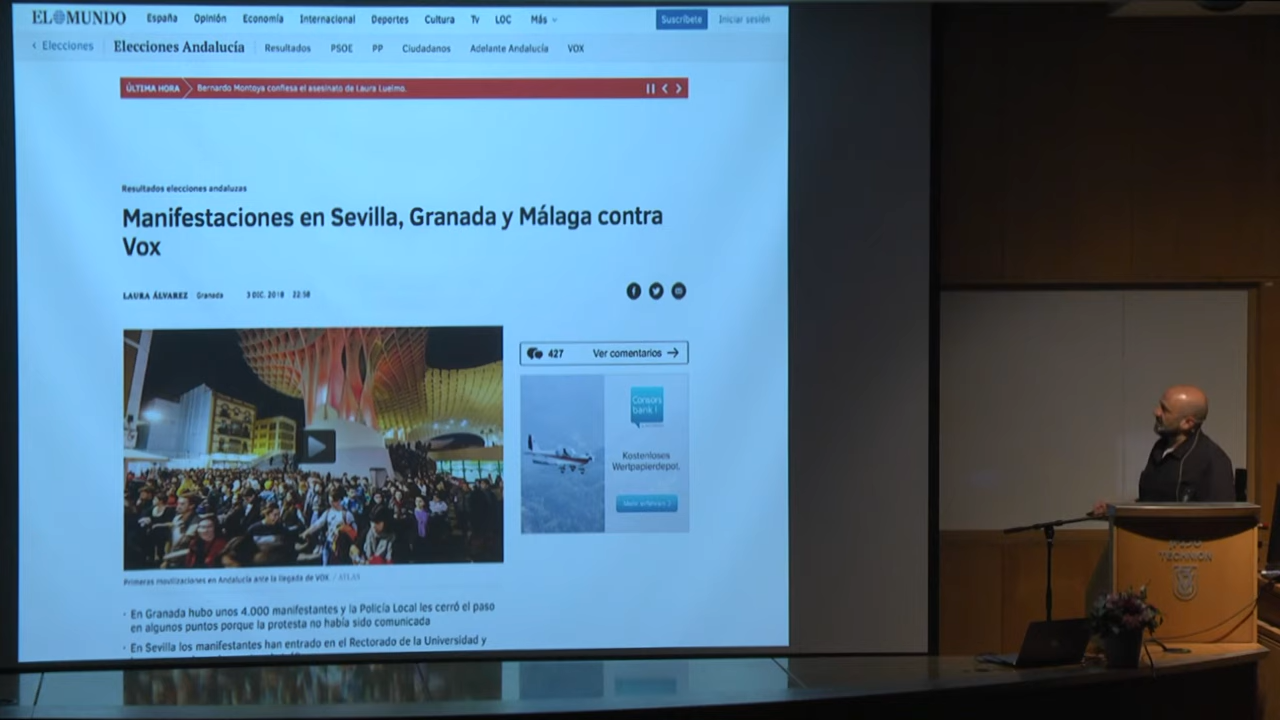 EL MUNDO España Opinión Economía Internacional Deportes Cultura Tv LOC Más Suscríbete Iniciar sesión
Elecciones Elecciones Andalucía Resultados PSOE PP Ciudadanos Adelante Andalucía VOX
ÚLTIMA HORA Bernardo Montoya confiesa el asesinato de Laura Luelmo.
Resultados elecciones andaluzas
Manifestaciones en Sevilla, Granada y Málaga contra
Vox
LAURA ÁLVAREZ Granada 3 DIC. 2018 22:58
427 Ver comentarios
Consors
bank!
Kostenloses
Wertpapierdepot.
Primeras movilizaciones en Andalucía ante la llegada de VOX / ATLAS
· En Granada hubo unos 4.000 manifestantes y la Policía Local les cerró el paso
en algunos puntos porque la protesta no había sido comunicada
· En Sevilla los manifestantes han entrado en el Rectorado de la Universidad y
TECHNION